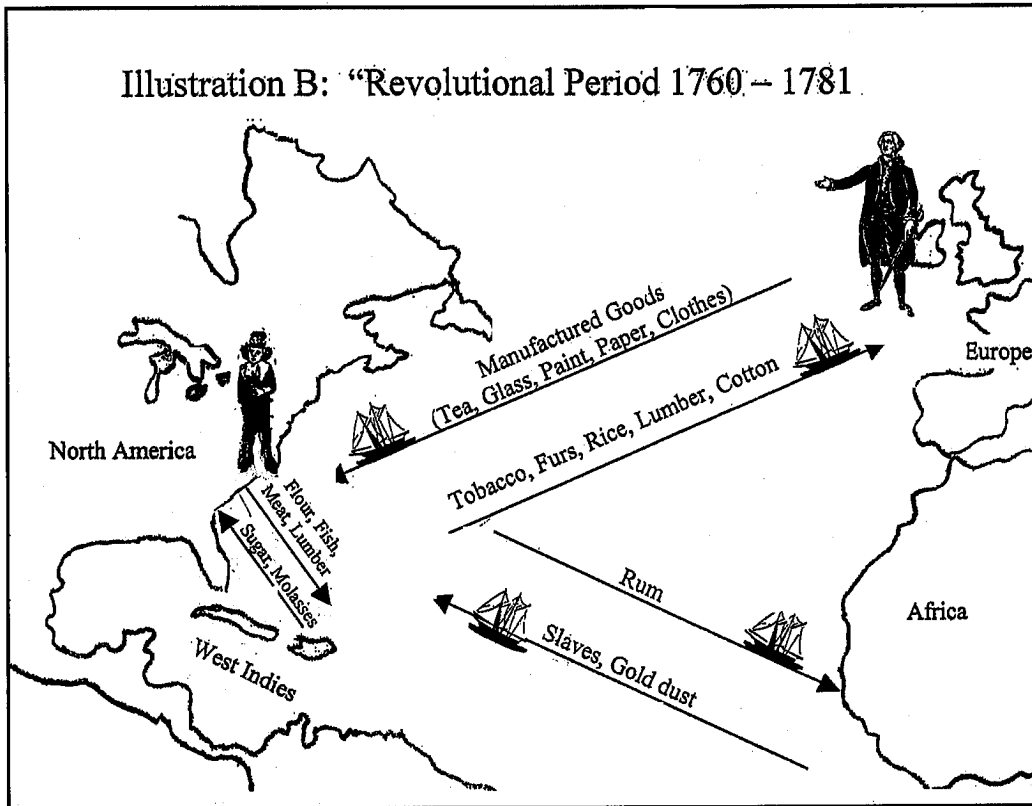 Illustration B: “Revolutional Period 1760 – 1781
Manufactured Goods
(Tea, Glass, Paint, Paper, Clothes)
Europe
Tobacco, Furs, Rice, Lumber, Cotton
North America
Flour, Fish,
Meat, Lumber
Sugar, Molasses
West Indies
Rum
Africa
Slaves, Gold dust